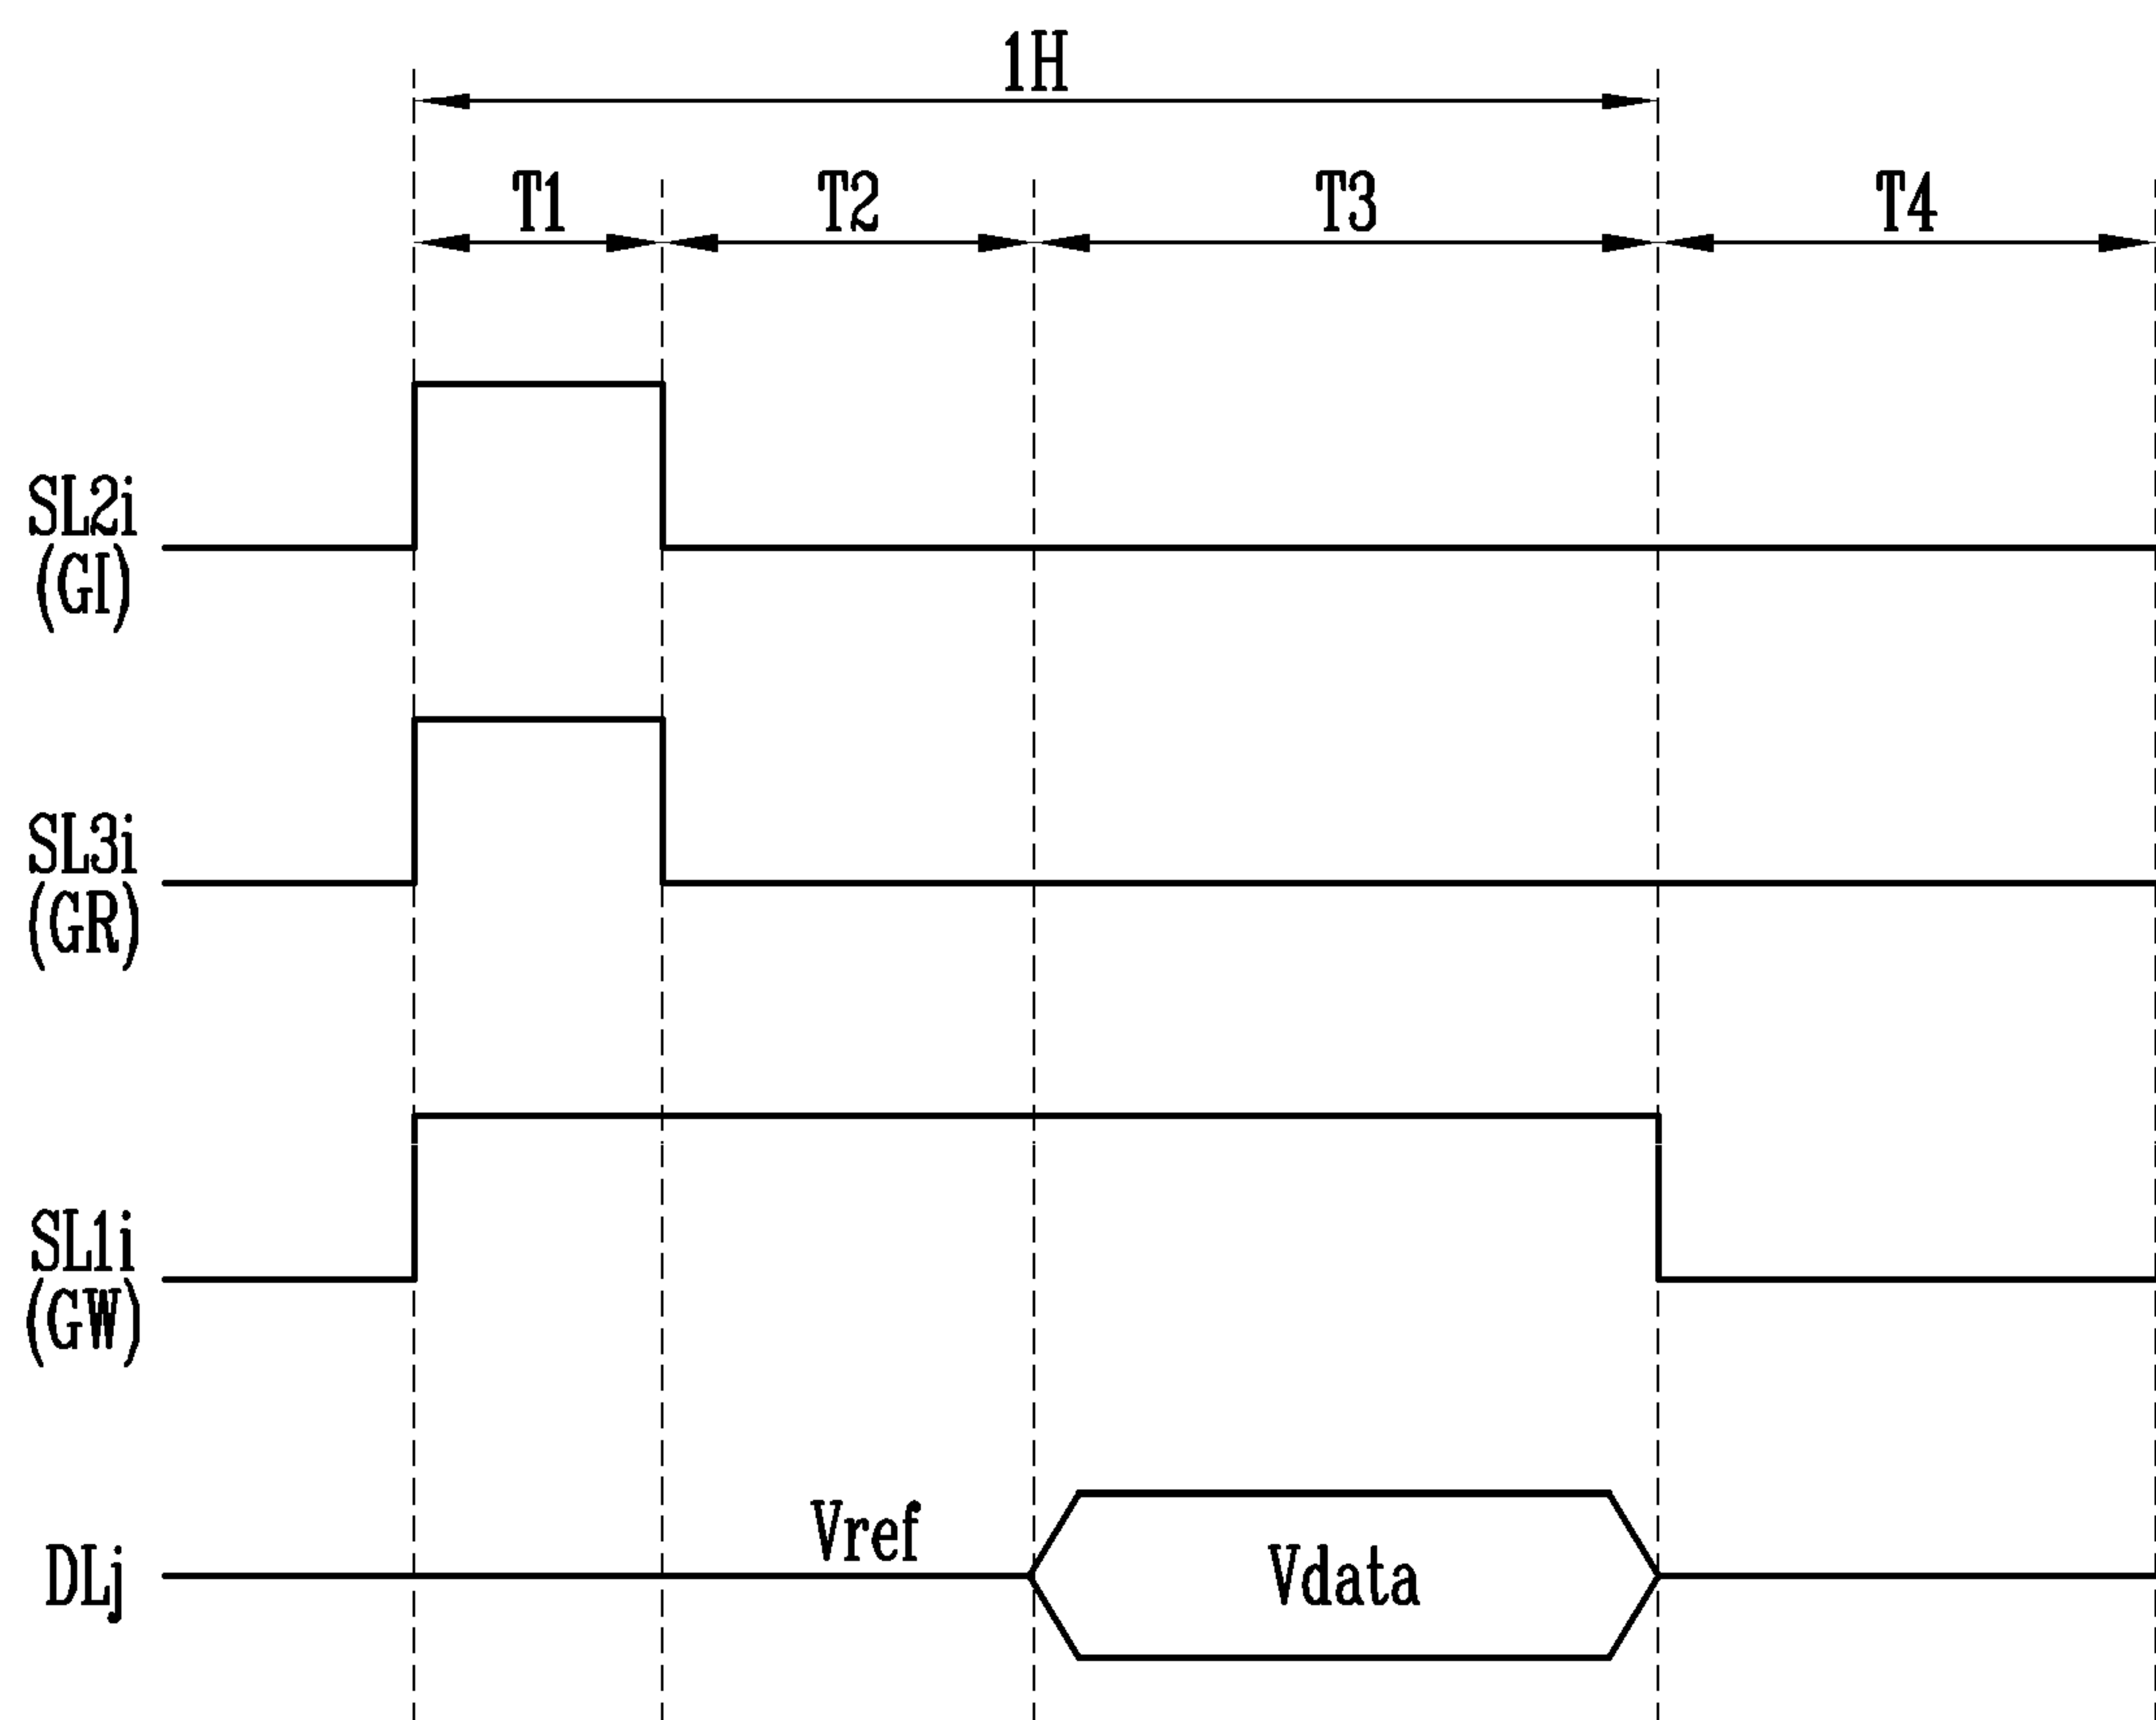 1H
T1 T2 T3 T4
SL2i
(GI)
SL3i
(GR)
SL1i
(GW)
Vref
DLj
Vdata